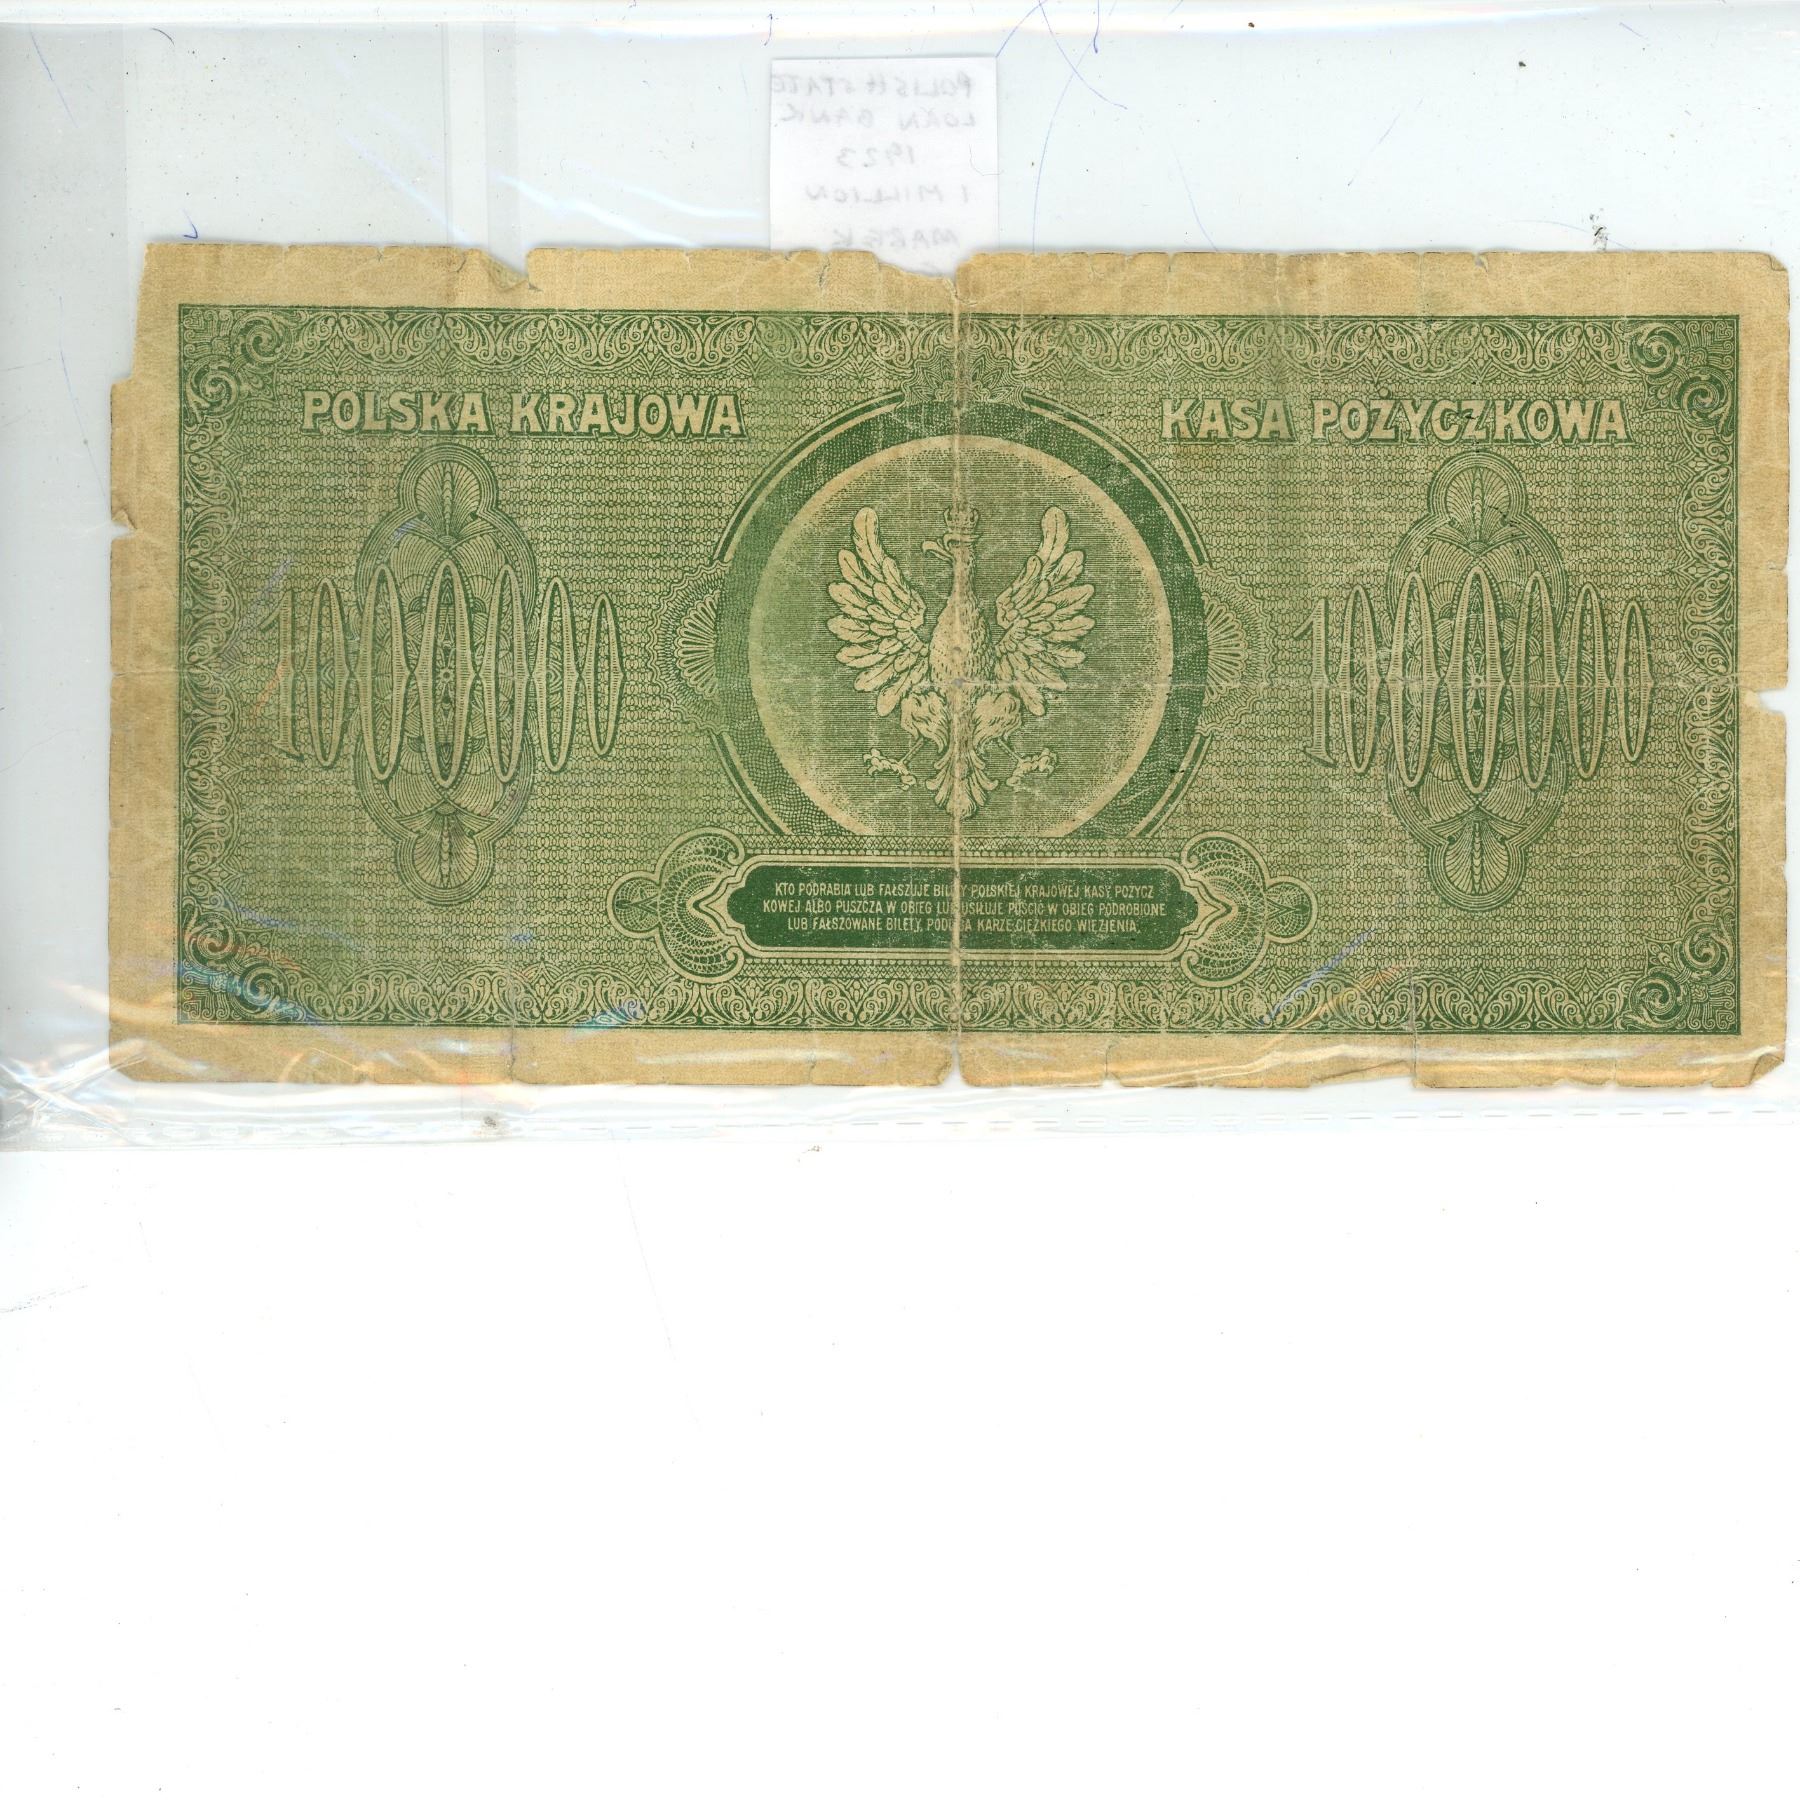 POLISH STATE
LOAN BANK
1923
1 MILLION
MAREK
POLSKA KRAJOWA KASA POŻYCZKOWA
1000000 1000000
KTO PODRABIA LUB FAŁSZUJE BILETY POLSKIEJ KRAJOWEJ KASY POŻYCZ
KOWEJ ALBO PUSZCZA W OBIEG LUB USIŁUJE PUŚCIĆ W OBIEG PODROBIONE
LUB FAŁSZOWANE BILETY, PODLEGA KARZE CIĘŻKIEGO WIĘZIENIA.